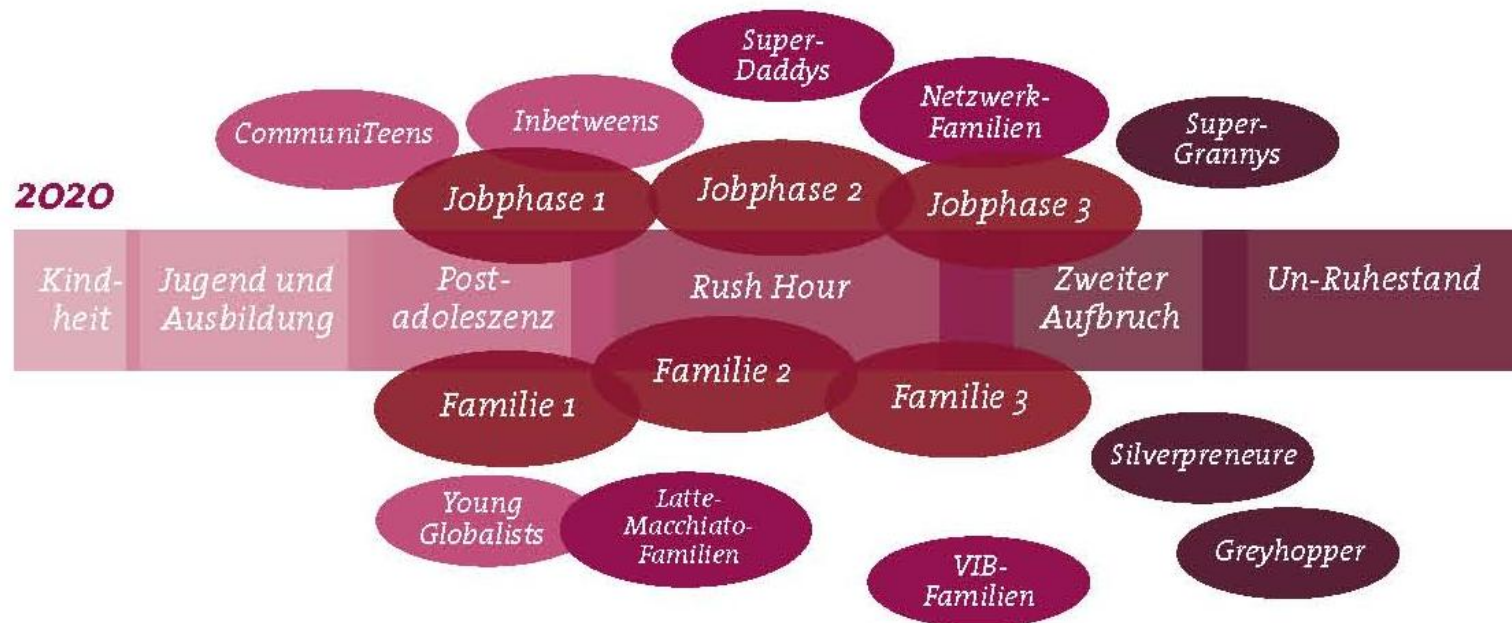 Super-
Daddys
Netzwerk-
Familien
CommuniTeens
Inbetweens
Super-
Grannys
2020
Jobphase 1
Jobphase 2
Jobphase 3
Kind-
heit
Jugend und
Ausbildung
Post-
adoleszenz
Rush Hour
Zweiter
Aufbruch
Un-Ruhestand
Familie 1
Familie 2
Familie 3
Silverpreneure
Young
Globalists
Latte-
Macchiato-
Familien
VIB-
Familien
Greyhopper